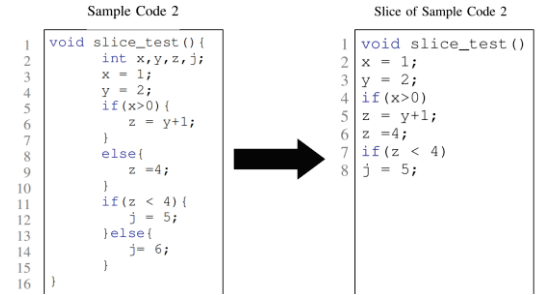 Sample Code 2
1 void slice_test(){
2 int x,y,z,j;
3 x = 1;
4 y = 2;
5 if(x>0){
6 z = y+1;
7 }
8 else{
9 z =4;
10 }
11 if(z < 4){
12 j = 5;
13 }else{
14 j= 6;
15 }
16 }
Slice of Sample Code 2
1 void slice_test()
2 x = 1;
3 y = 2;
4 if(x>0)
5 z = y+1;
6 z =4;
7 if(z < 4)
8 j = 5;